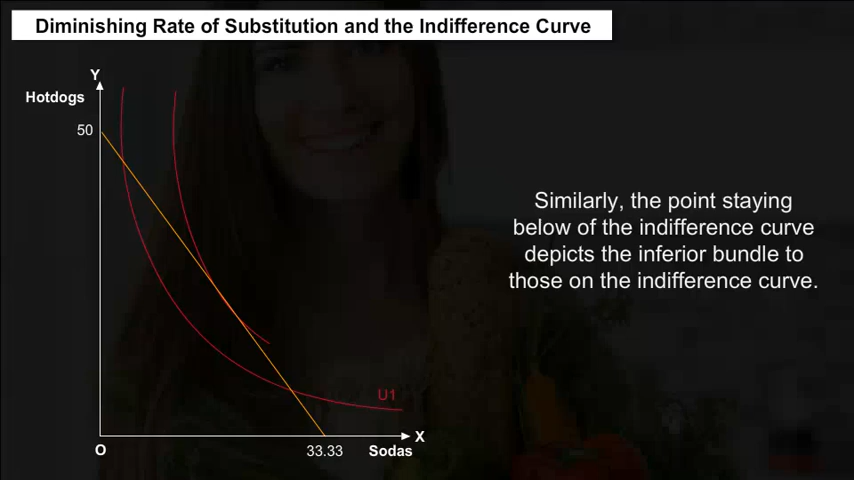 Diminishing Rate of Substitution and the Indifference Curve
Y
Hotdogs
50
Similarly, the point staying
below of the indifference curve
depicts the inferior bundle to
those on the indifference curve.
U1
X
O
33.33
Sodas